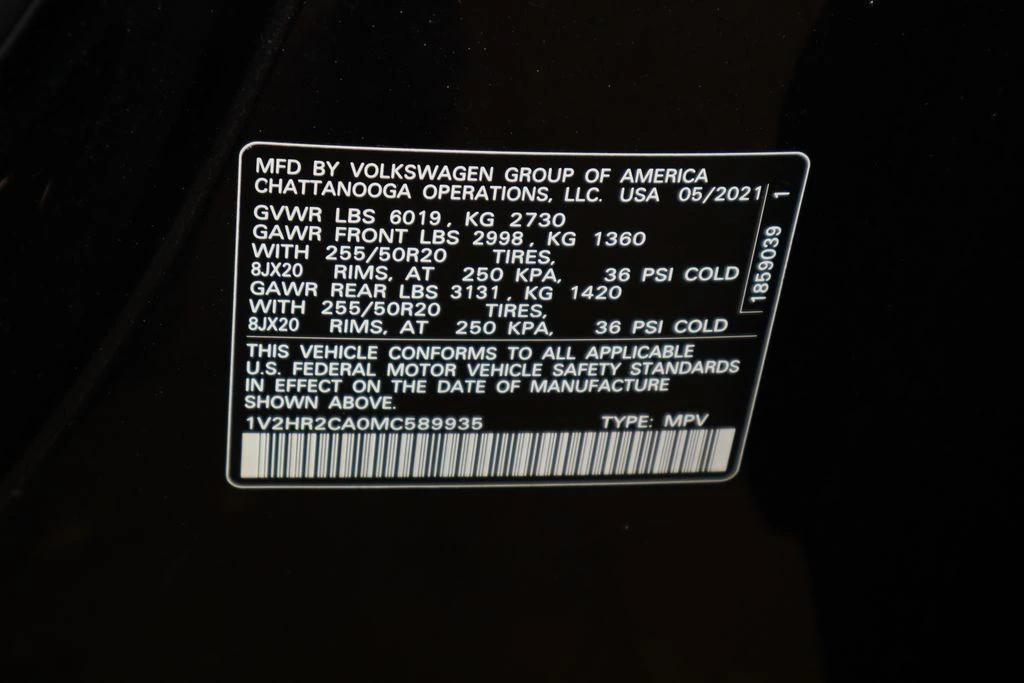 MFD BY VOLKSWAGEN GROUP OF AMERICA
CHATTANOOGA OPERATIONS, LLC. USA 05/2021
GVWR LBS 6019, KG 2730
GAWR FRONT LBS 2998, KG 1360
WITH 255/50R20 TIRES,
8JX20 RIMS, AT 250 KPA, 36 PSI COLD
GAWR REAR LBS 3131, KG 1420
WITH 255/50R20 TIRES,
8JX20 RIMS, AT 250 KPA, 36 PSI COLD
1859039 1
THIS VEHICLE CONFORMS TO ALL APPLICABLE
U.S. FEDERAL MOTOR VEHICLE SAFETY STANDARDS
IN EFFECT ON THE DATE OF MANUFACTURE
SHOWN ABOVE.
1V2HR2CA0MC589935 TYPE: MPV